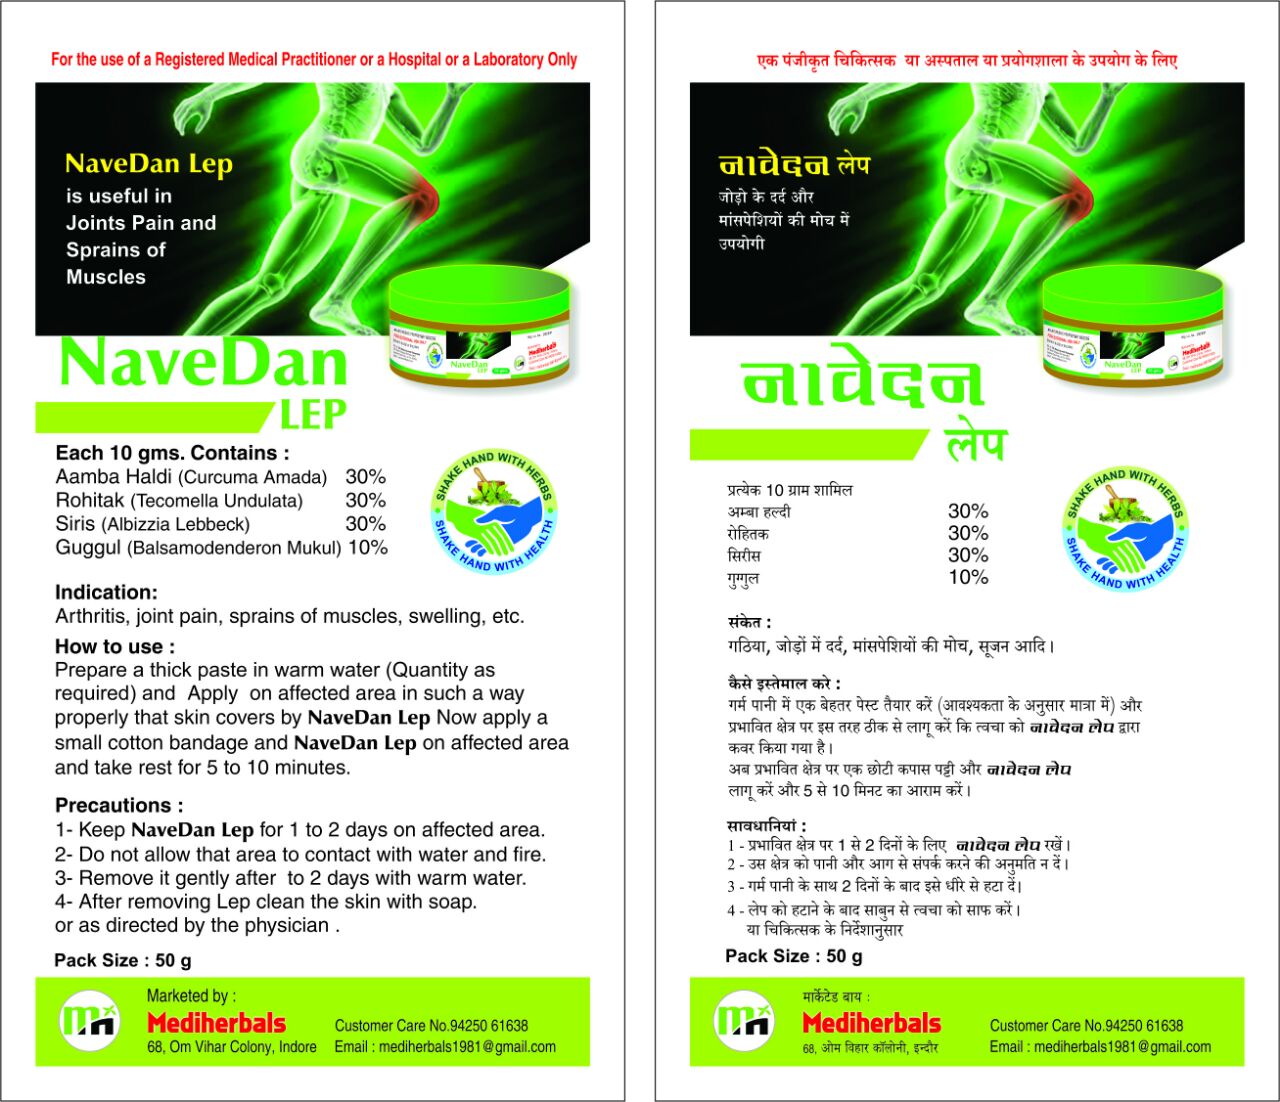 For the use of a Registered Medical Practitioner or a Hospital or a Laboratory Only
NaveDan Lep
is useful in
Joints Pain and
Sprains of
Muscles
NaveDan
LEP
Mediherbals
NaveDan
LEP
Each 10 gms. Contains :
Aamba Haldi (Curcuma Amada) 30%
Rohitak (Tecomella Undulata) 30%
Siris (Albizzia Lebbeck) 30%
Guggul (Balsamodenderon Mukul) 10%
SHAKE HAND WITH HERBS
SHAKE HAND WITH HEALTH
Indication:
Arthritis, joint pain, sprains of muscles, swelling, etc.
How to use :
Prepare a thick paste in warm water (Quantity as
required) and Apply on affected area in such a way
properly that skin covers by NaveDan Lep Now apply a
small cotton bandage and NaveDan Lep on affected area
and take rest for 5 to 10 minutes.
Precautions :
1- Keep NaveDan Lep for 1 to 2 days on affected area.
2- Do not allow that area to contact with water and fire.
3- Remove it gently after to 2 days with warm water.
4- After removing Lep clean the skin with soap.
or as directed by the physician .
Pack Size : 50 g
Marketed by :
Mediherbals
68, Om Vihar Colony, Indore
Customer Care No.94250 61638
Email : mediherbals1981@gmail.com
एक पंजीकृत चिकित्सक या अस्पताल या प्रयोगशाला के उपयोग के लिए
नावेदन लेप
जोड़ो के दर्द और
मांसपेशियों की मोच में
उपयोगी
NaveDan
LEP
Mediherbals
नावेदन
लेप
प्रत्येक 10 ग्राम शामिल
अम्बा हल्दी 30%
रोहितक 30%
सिरीस 30%
गुग्गुल 10%
SHAKE HAND WITH HERBS
SHAKE HAND WITH HEALTH
संकेत :
गठिया, जोड़ों में दर्द, मांसपेशियों की मोच, सूजन आदि।
कैसे इस्तेमाल करे :
गर्म पानी में एक बेहतर पेस्ट तैयार करें (आवश्यकता के अनुसार मात्रा में) और
प्रभावित क्षेत्र पर इस तरह ठीक से लागू करें कि त्वचा को नावेदन लेप द्वारा
कवर किया गया है।
अब प्रभावित क्षेत्र पर एक छोटी कपास पट्टी और नावेदन लेप
लागू करें और 5 से 10 मिनट का आराम करें।
सावधानियां :
1 - प्रभावित क्षेत्र पर 1 से 2 दिनों के लिए नावेदन लेप रखें।
2 - उस क्षेत्र को पानी और आग से संपर्क करने की अनुमति न दें।
3 - गर्म पानी के साथ 2 दिनों के बाद इसे धीरे से हटा दें।
4 - लेप को हटाने के बाद साबुन से त्वचा को साफ करें।
या चिकित्सक के निर्देशानुसार
Pack Size : 50 g
मार्केटेड बाय :
Mediherbals
68, ओम विहार कॉलोनी, इन्दौर
Customer Care No.94250 61638
Email : mediherbals1981@gmail.com